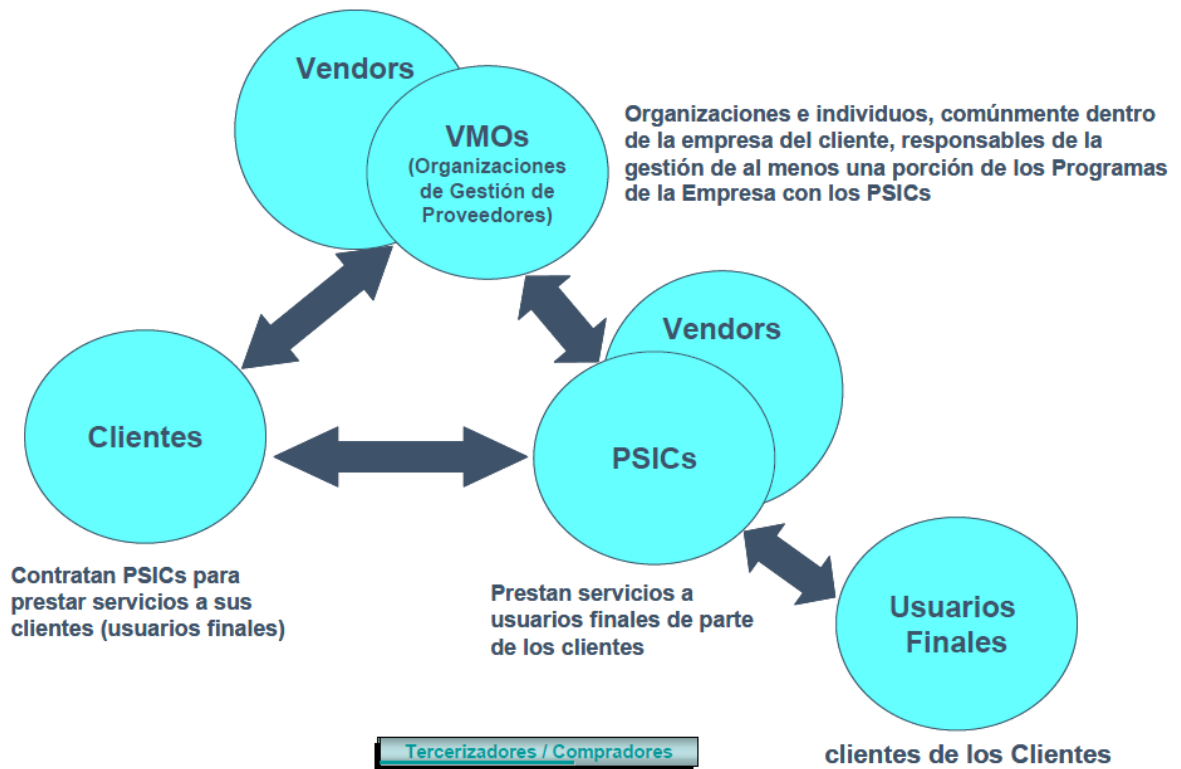 Vendors
VMOs
(Organizaciones
de Gestión de
Proveedores)
Organizaciones e individuos, comúnmente dentro
de la empresa del cliente, responsables de la
gestión de al menos una porción de los Programas
de la Empresa con los PSICs
Vendors
Clientes
PSICs
Contratan PSICs para
prestar servicios a sus
clientes (usuarios finales)
Prestan servicios a
usuarios finales de parte
de los clientes
Usuarios
Finales
Tercerizadores / Compradores
clientes de los Clientes